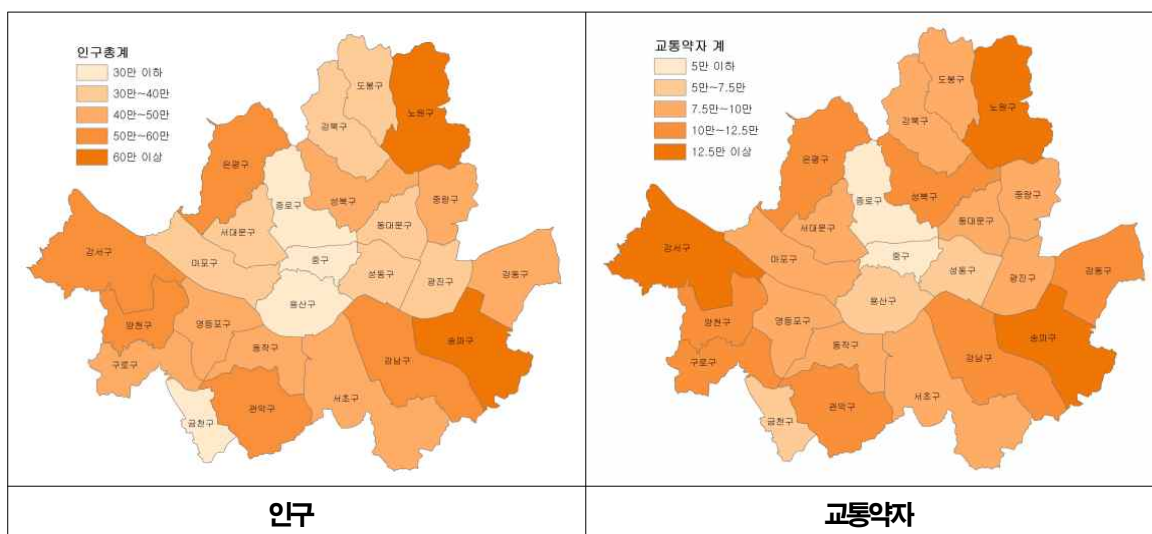 인구총계
30만 이하
30만~40만
40만~50만
50만~60만
60만 이상
도봉구
노원구
강북구
은평구
성북구
중랑구
종로구
서대문구
동대문구
강서구
마포구
중구
성동구
광진구
강동구
용산구
양천구
영등포구
송파구
동작구
강남구
구로구
서초구
관악구
금천구
인구
교통약자 계
5만 이하
5만~7.5만
7.5만~10만
10만~12.5만
12.5만 이상
도봉구
노원구
강북구
은평구
성북구
중랑구
종로구
서대문구
동대문구
강서구
마포구
중구
성동구
광진구
강동구
용산구
양천구
영등포구
송파구
동작구
강남구
구로구
서초구
관악구
금천구
교통약자